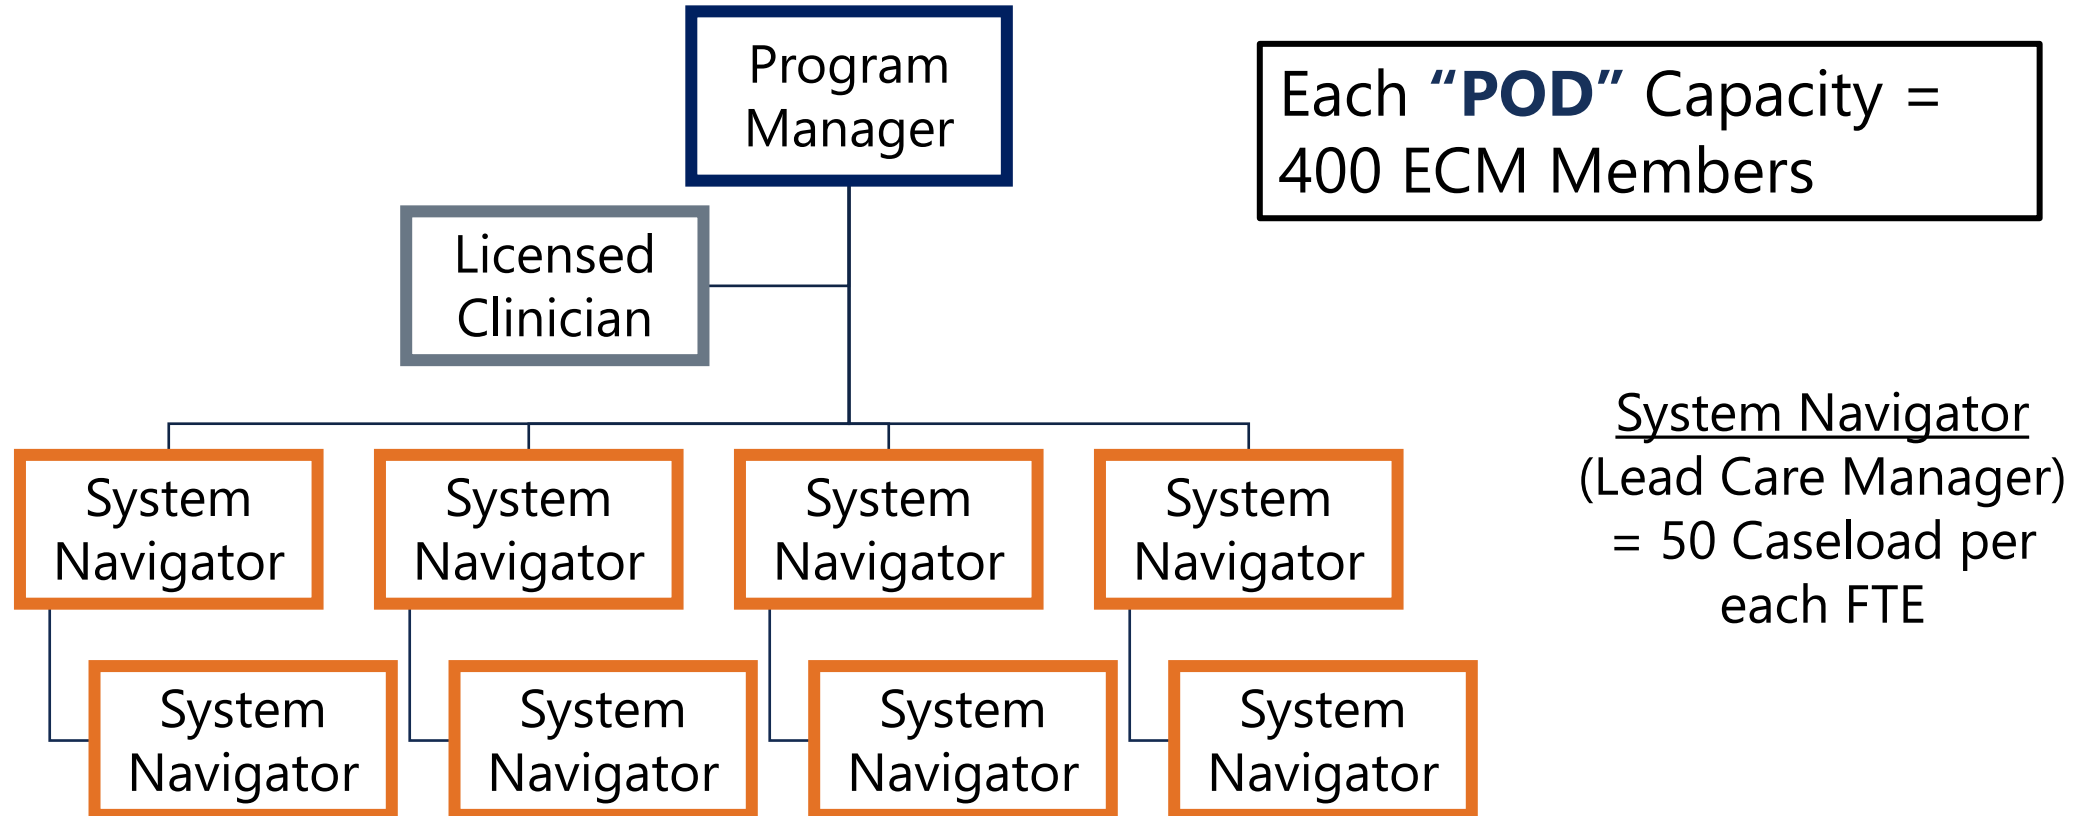 Program
Manager
Each “POD” Capacity =
400 ECM Members
Licensed
Clinician
System Navigator
(Lead Care Manager)
= 50 Caseload per
each FTE
System
Navigator
System
Navigator
System
Navigator
System
Navigator
System
Navigator
System
Navigator
System
Navigator
System
Navigator